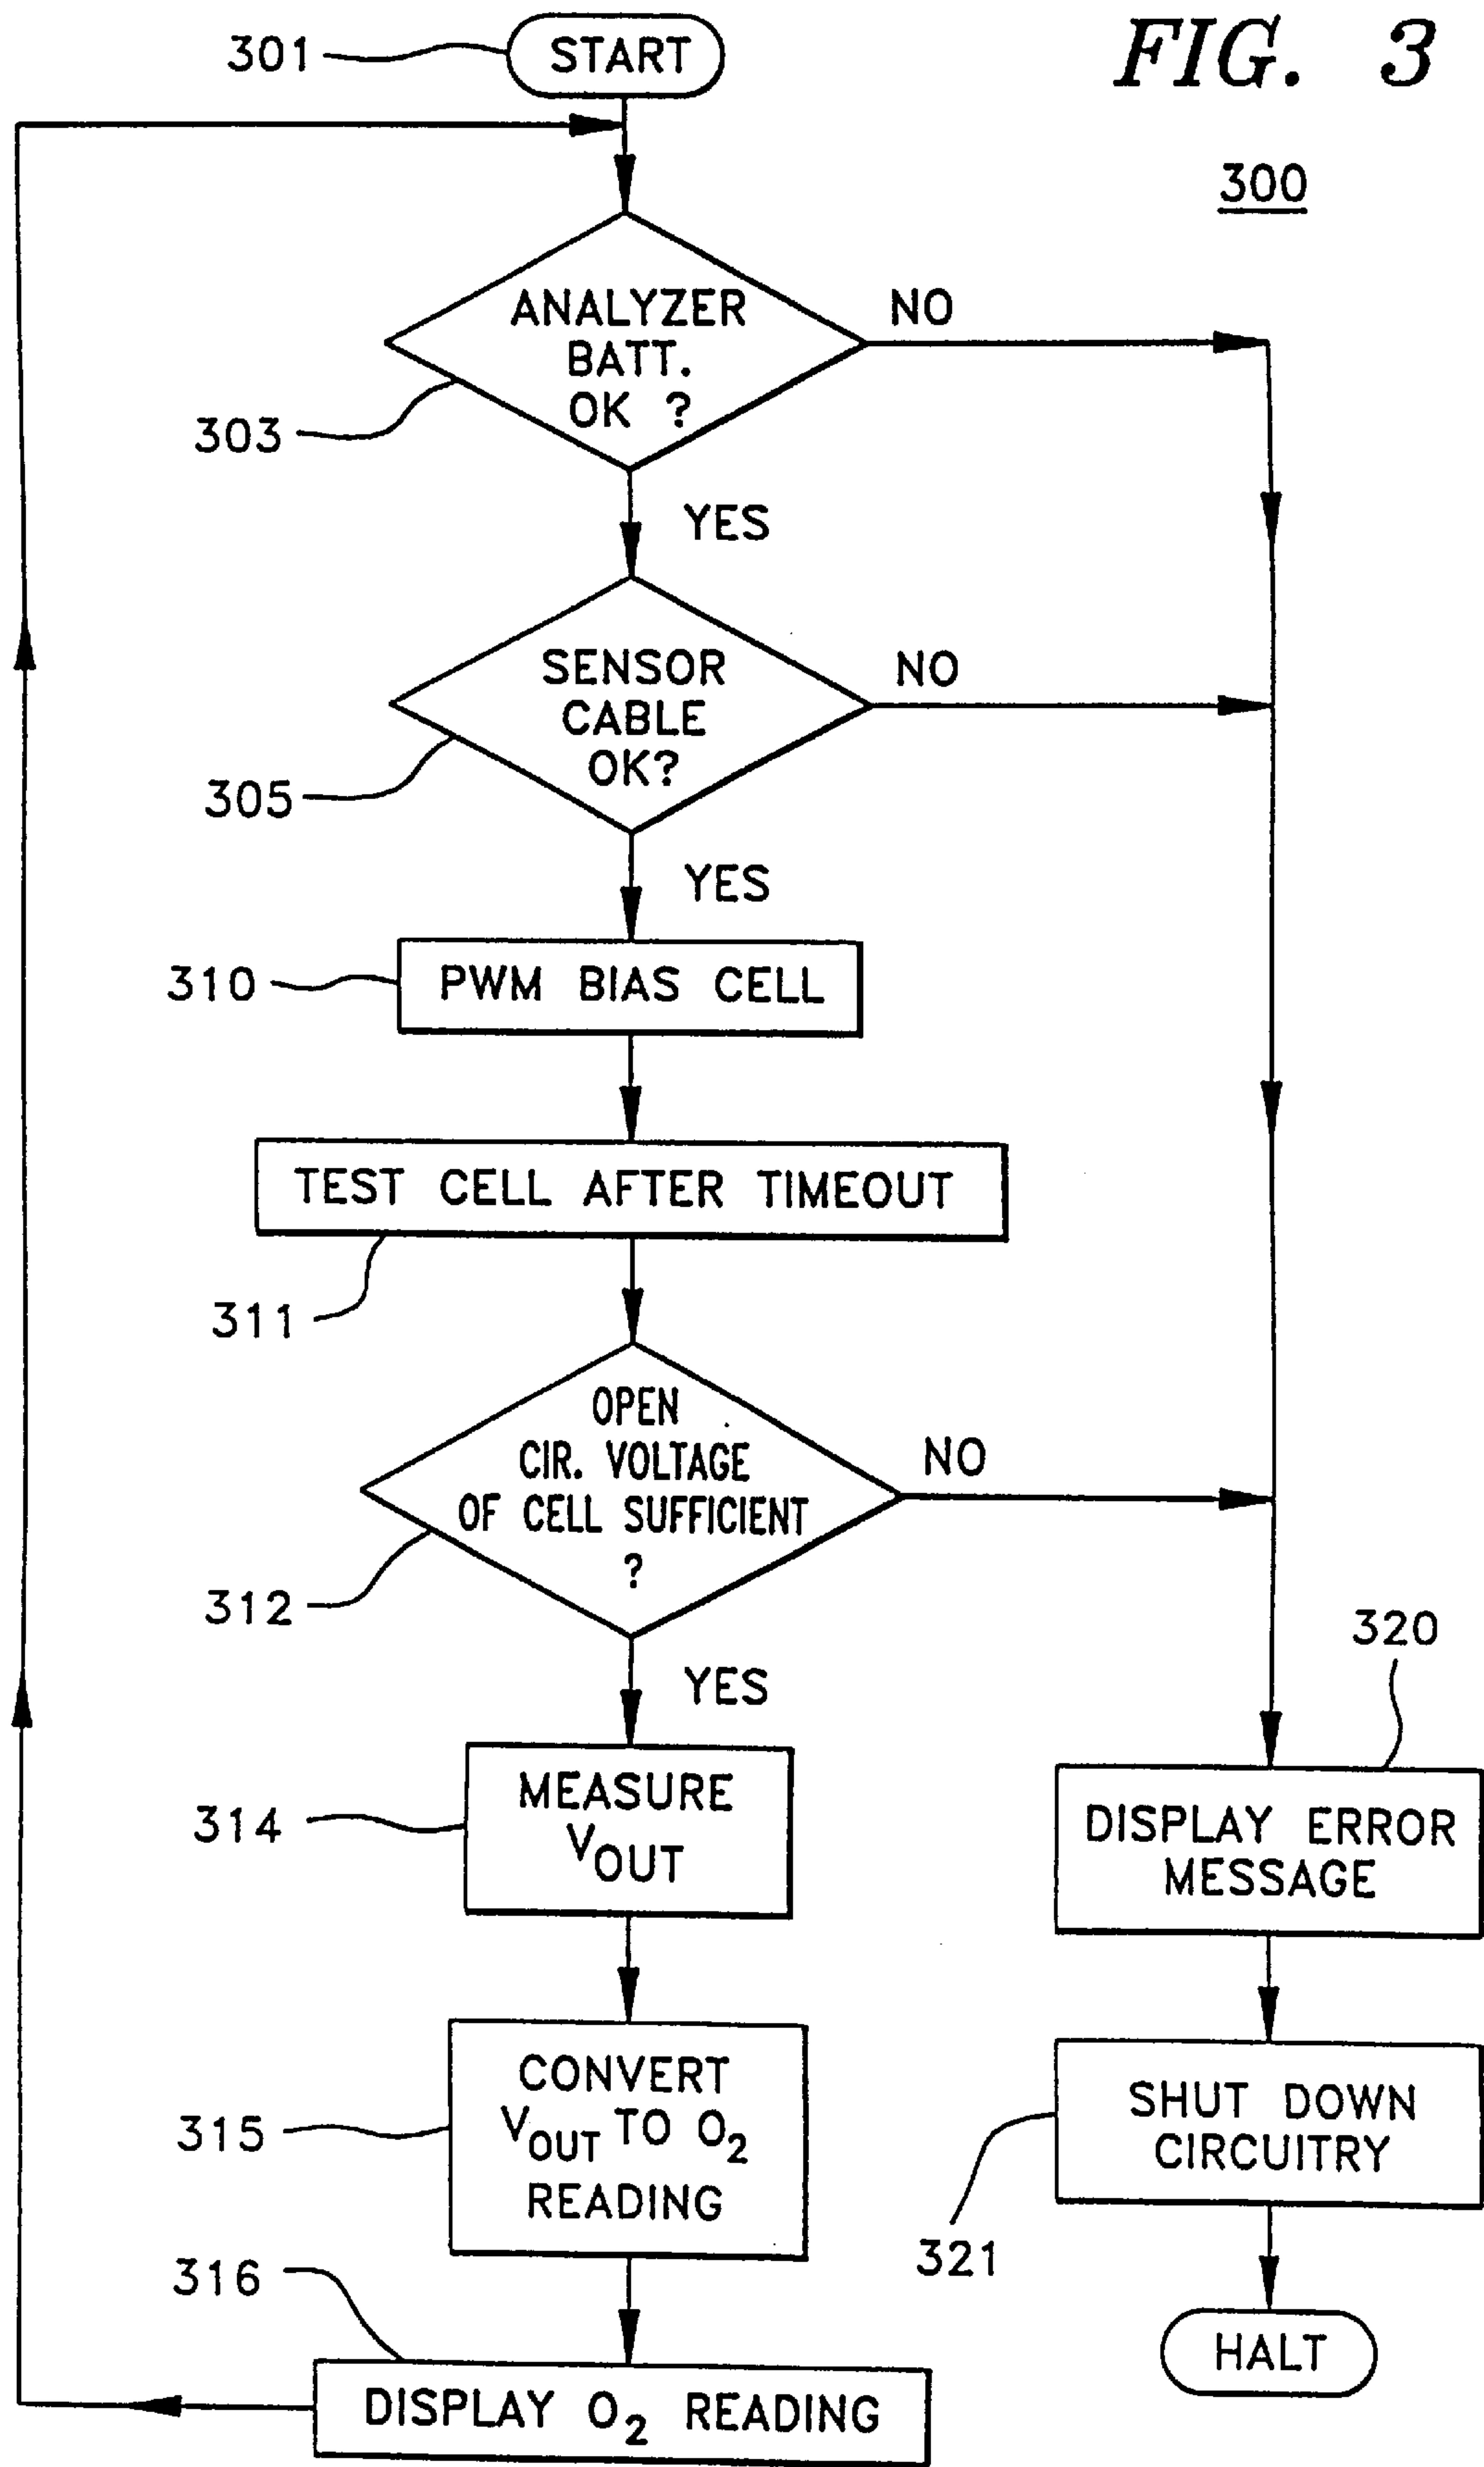 FIG. 3
300
301
START
ANALYZER
BATT.
OK ?
NO
303
YES
SENSOR
CABLE
OK?
NO
305
YES
310
PWM BIAS CELL
TEST CELL AFTER TIMEOUT
311
OPEN
CIR. VOLTAGE
OF CELL SUFFICIENT
?
NO
312
YES
314
MEASURE
VOUT
315
CONVERT
VOUT TO O2
READING
316
DISPLAY O2 READING
320
DISPLAY ERROR
MESSAGE
SHUT DOWN
CIRCUITRY
321
HALT